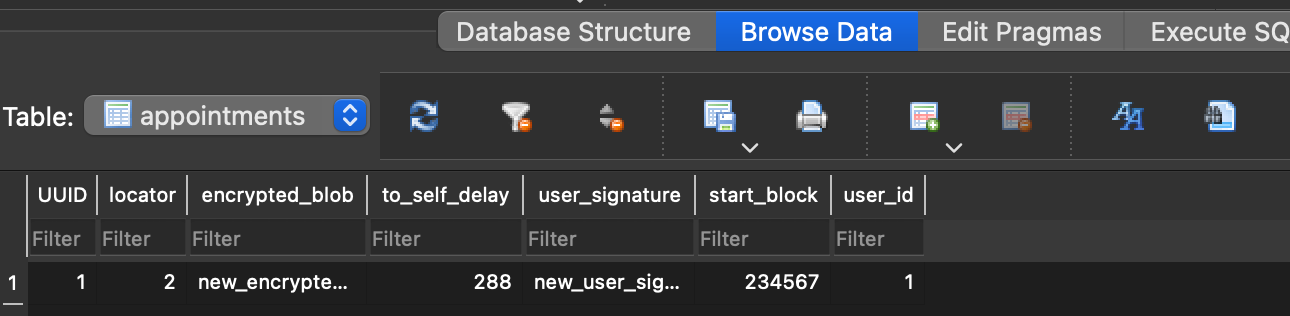 Database Structure Browse Data Edit Pragmas Execute SQ
Table: appointments
UUID locator encrypted_blob to_self_delay user_signature start_block user_id
Filter Filter Filter Filter Filter Filter Filter
1 1 2 new_encrypte... 288 new_user_sig... 234567 1